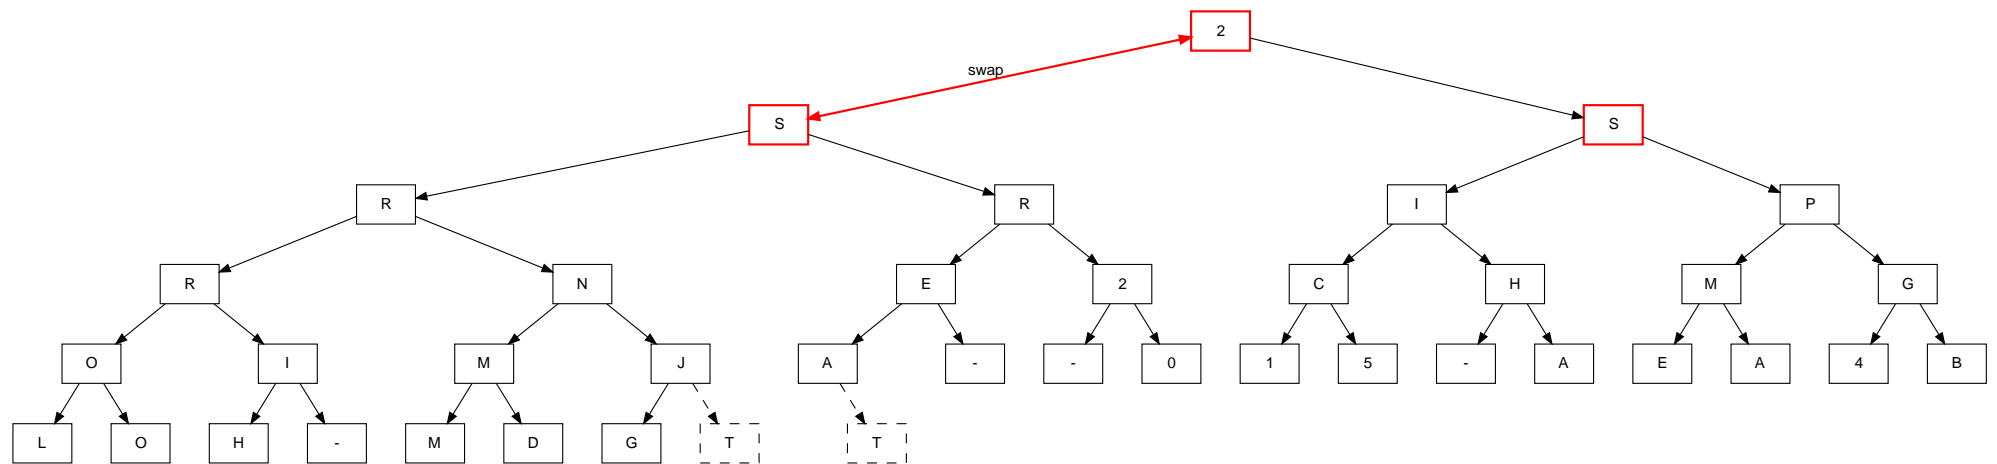 2
swap
S S
R R I P
R N E 2 C H M G
O I M J A - - 0 1 5 - A E A 4 B
L O H - M D G T T